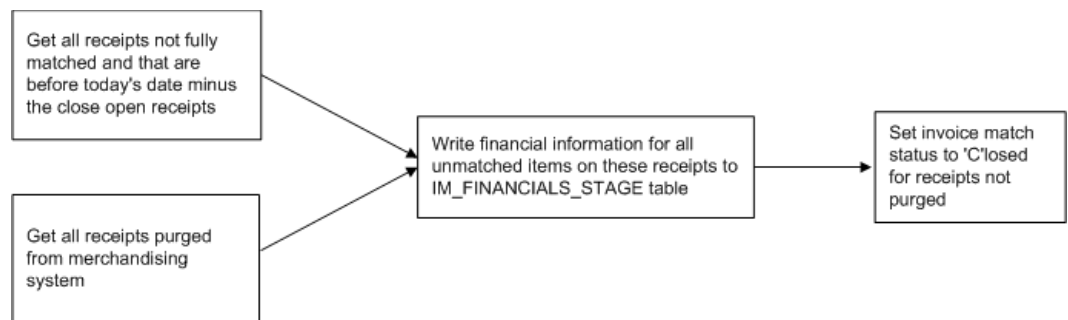 Get all receipts not fully
matched and that are
before today's date minus
the close open receipts
Get all receipts purged
from merchandising
system
Write financial information for all
unmatched items on these receipts to
IM_FINANCIALS_STAGE table
Set invoice match
status to 'C'losed
for receipts not
purged